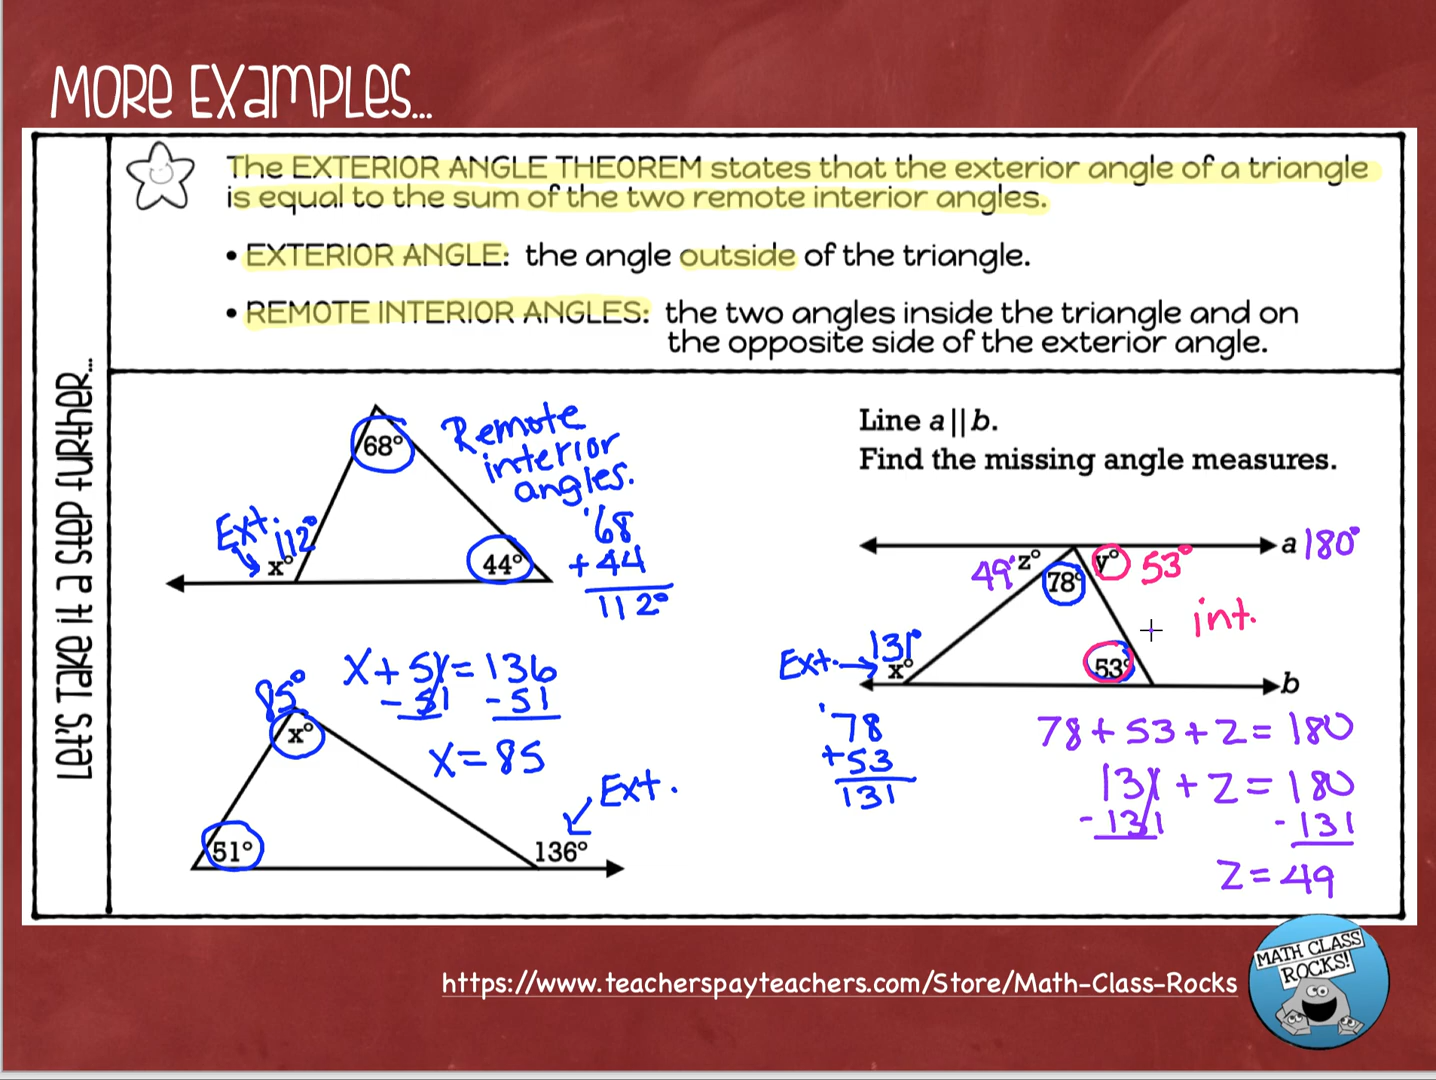 MORE EXAMPLES...
Let's take it a step further...
The EXTERIOR ANGLE THEOREM states that the exterior angle of a triangle
is equal to the sum of the two remote interior angles.
• EXTERIOR ANGLE: the angle outside of the triangle.
• REMOTE INTERIOR ANGLES: the two angles inside the triangle and on
the opposite side of the exterior angle.
68°
Remote
interior
angles.
Ext.
112°
x°
44°
68
+ 44
112°
x + 51 = 136
- 51 - 51
x = 85
85°
x°
Ext.
51°
136°
Line a || b.
Find the missing angle measures.
a 180°
49° z°
78°
y° 53°
int.
131°
Ext. x°
53°
b
78
+53
131
78 + 53 + z = 180
131 + z = 180
- 131 - 131
z = 49
https://www.teacherspayteachers.com/Store/Math-Class-Rocks
MATH CLASS
ROCKS!